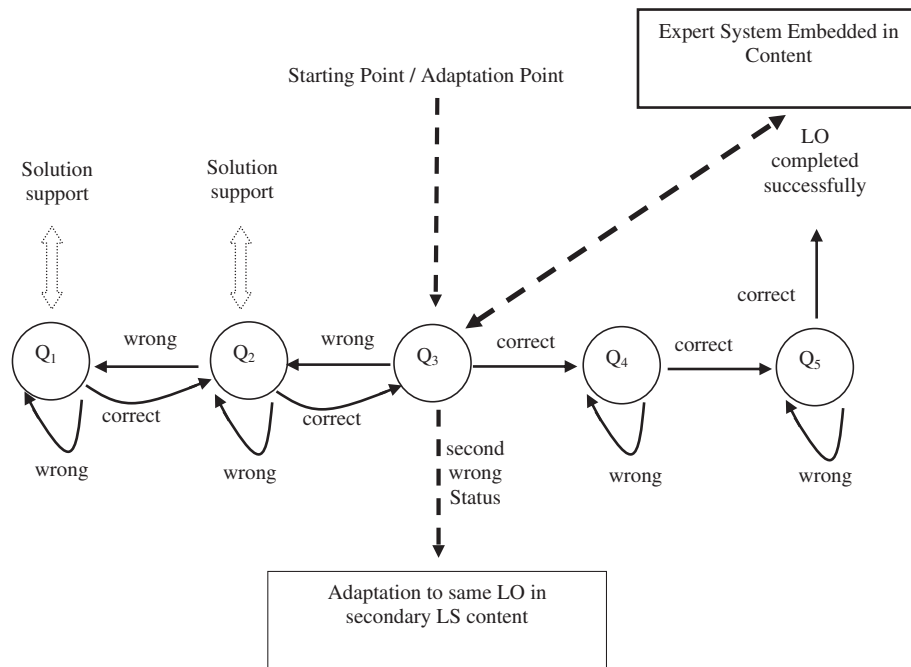 Expert System Embedded in
Content
Starting Point / Adaptation Point
LO
completed
successfully
Solution
support
Solution
support
correct
wrong
wrong
correct
correct
Q1
Q2
Q3
Q4
Q5
correct
correct
wrong
wrong
second
wrong
Status
wrong
wrong
Adaptation to same LO in
secondary LS content